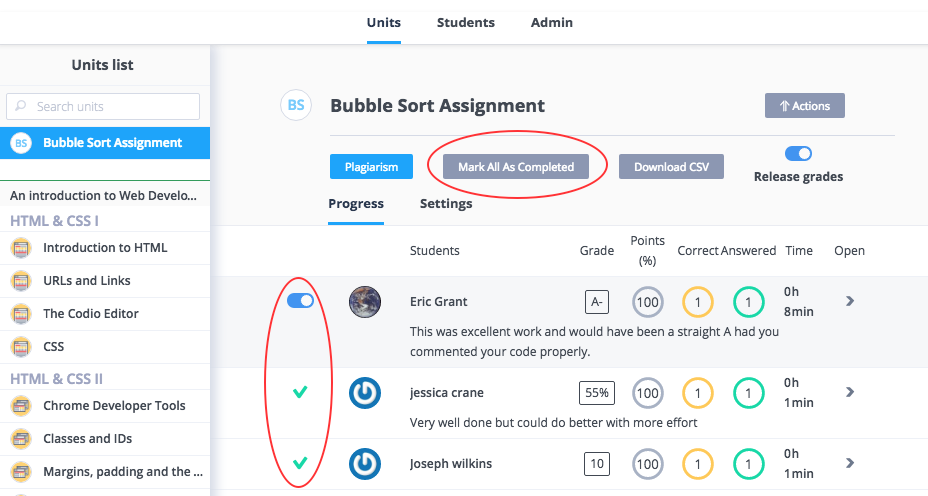 Units Students Admin
Units list
Search units
BS Bubble Sort Assignment
An introduction to Web Develo...
HTML & CSS I
Introduction to HTML
URLs and Links
The Codio Editor
CSS
HTML & CSS II
Chrome Developer Tools
Classes and IDs
Margins, padding and the ...
BS Bubble Sort Assignment
Actions
Plagiarism Mark All As Completed Download CSV
Release grades
Progress Settings
Students Grade Points (%) Correct Answered Time Open
Eric Grant A- 100 1 1 0h 8min
This was excellent work and would have been a straight A had you
commented your code properly.
jessica crane 55% 100 1 1 0h 1min
Very well done but could do better with more effort
Joseph wilkins 10 100 1 1 0h 1min